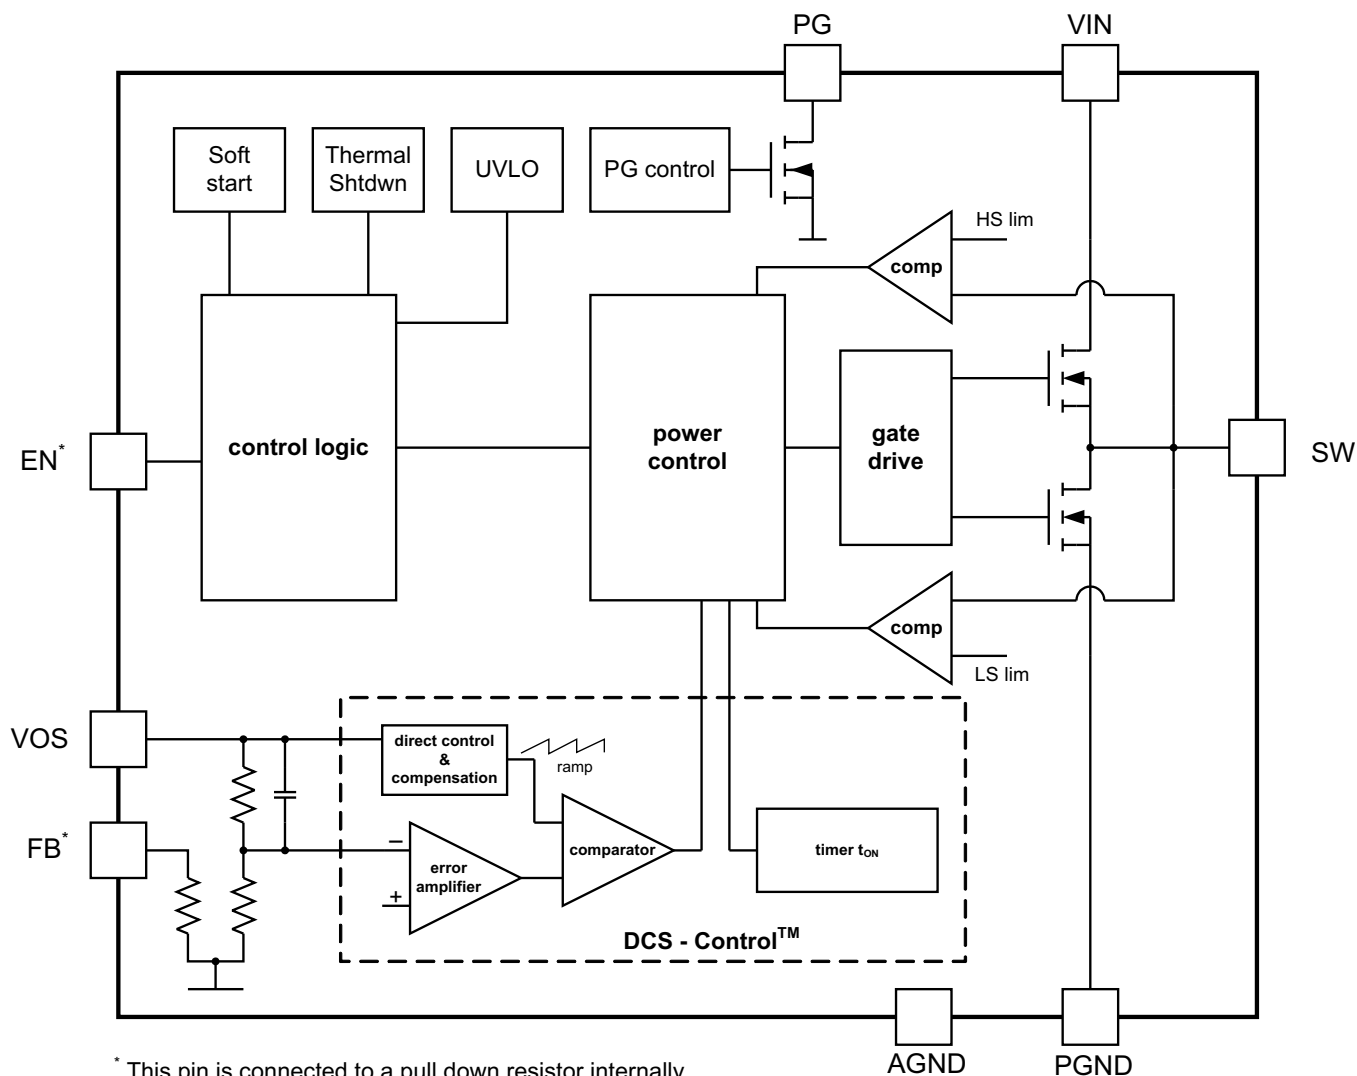 PG
VIN
Soft
start
Thermal
Shtdwn
UVLO
PG control
HS lim
comp
EN*
control logic
power
control
gate
drive
SW
comp
LS lim
VOS
direct control
&
compensation
ramp
FB*
–
error
amplifier
+
comparator
timer tON
DCS - Control™
AGND
PGND
* This pin is connected to a pull down resistor internally